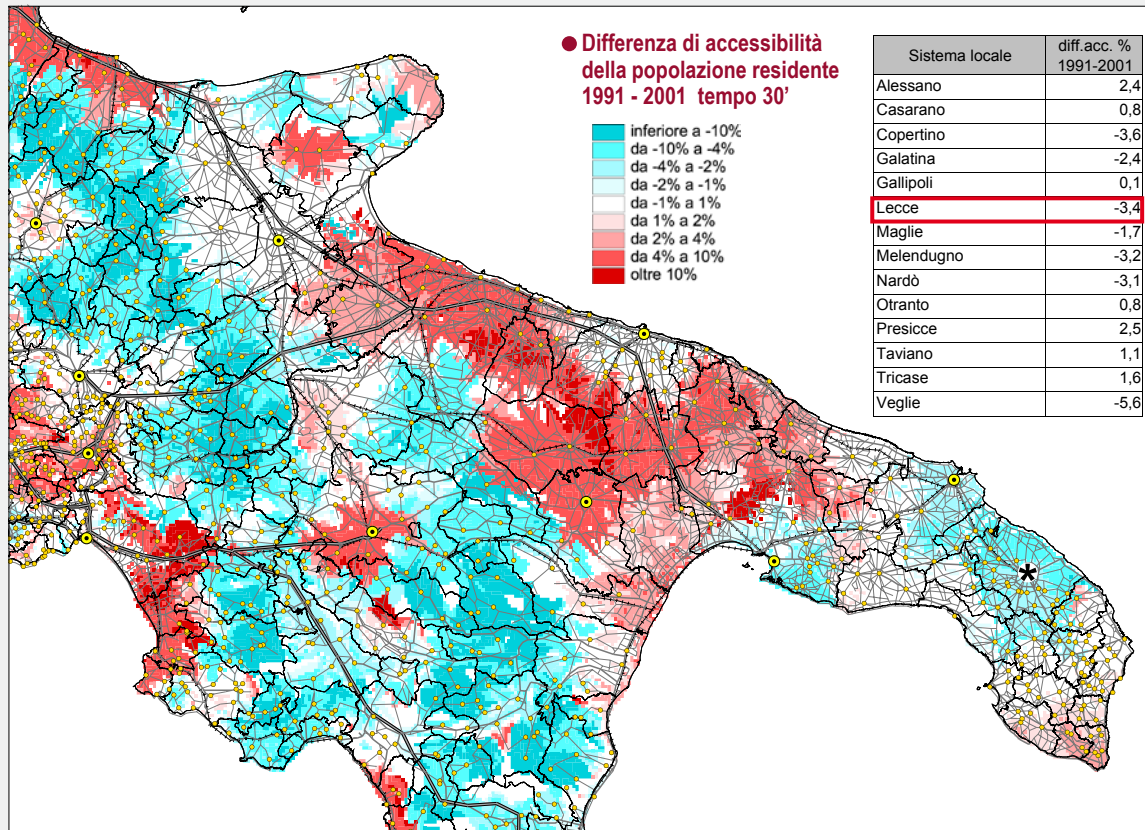 ● Differenza di accessibilità
della popolazione residente
1991 - 2001 tempo 30’
inferiore a -10%
da -10% a -4%
da -4% a -2%
da -2% a -1%
da -1% a 1%
da 1% a 2%
da 2% a 4%
da 4% a 10%
oltre 10%
Sistema locale diff.acc. % 1991-2001
Alessano 2,4
Casarano 0,8
Copertino -3,6
Galatina -2,4
Gallipoli 0,1
Lecce -3,4
Maglie -1,7
Melendugno -3,2
Nardò -3,1
Otranto 0,8
Presicce 2,5
Taviano 1,1
Tricase 1,6
Veglie -5,6
*